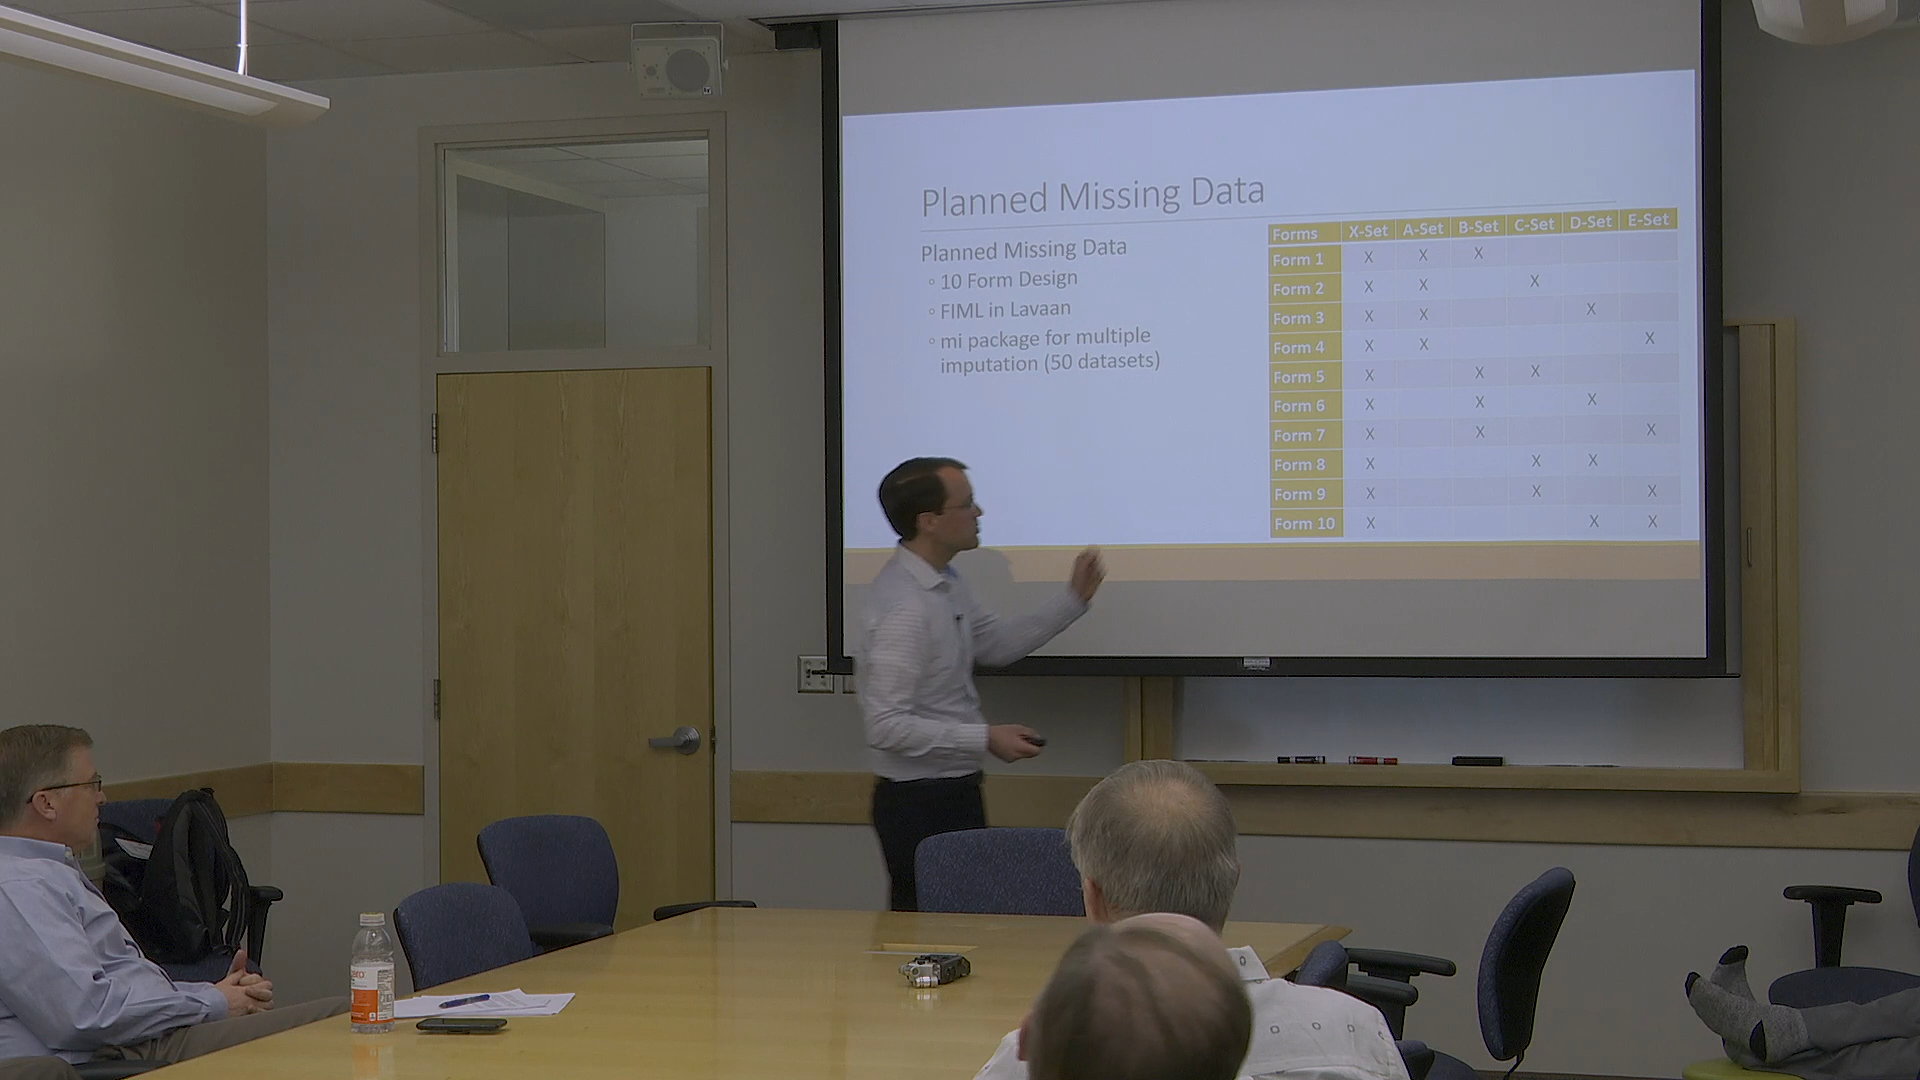 Planned Missing Data
Planned Missing Data
◦ 10 Form Design
◦ FIML in Lavaan
◦ mi package for multiple
imputation (50 datasets)
Forms X-Set A-Set B-Set C-Set D-Set E-Set
Form 1 X X X
Form 2 X X X
Form 3 X X X
Form 4 X X X
Form 5 X X X
Form 6 X X X
Form 7 X X X
Form 8 X X X
Form 9 X X X
Form 10 X X X